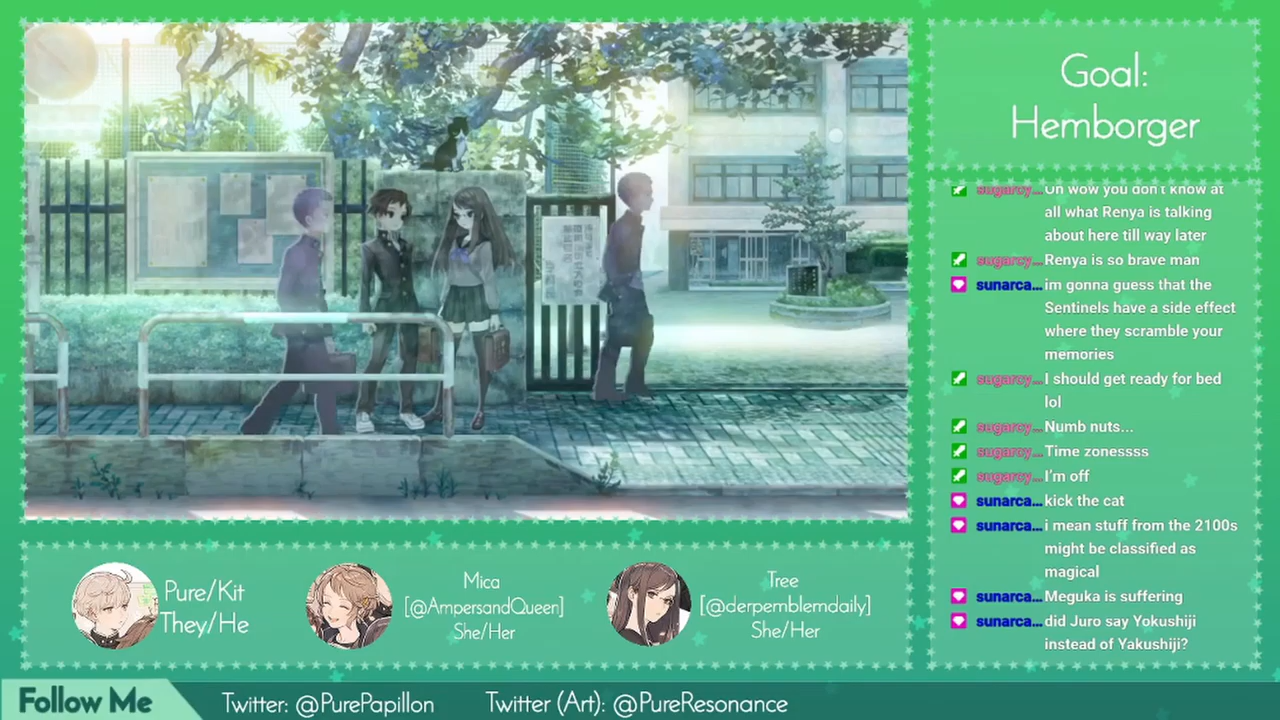 Goal:
Hemborger
sugarcy... Oh wow you don't know at
all what Renya is talking
about here till way later
sugarcy... Renya is so brave man
sunarca... im gonna guess that the
Sentinels have a side effect
where they scramble your
memories
sugarcy... I should get ready for bed
lol
sugarcy... Numb nuts...
sugarcy... Time zonessss
sugarcy... I'm off
sunarca... kick the cat
sunarca... i mean stuff from the 2100s
might be classified as
magical
sunarca... Meguka is suffering
sunarca... did Juro say Yokushiji
instead of Yakushiji?
Pure/Kit
They/He
Mica
[@AmpersandQueen]
She/Her
Tree
[@derpemblemdaily]
She/Her
Follow Me
Twitter: @PurePapillon
Twitter (Art): @PureResonance